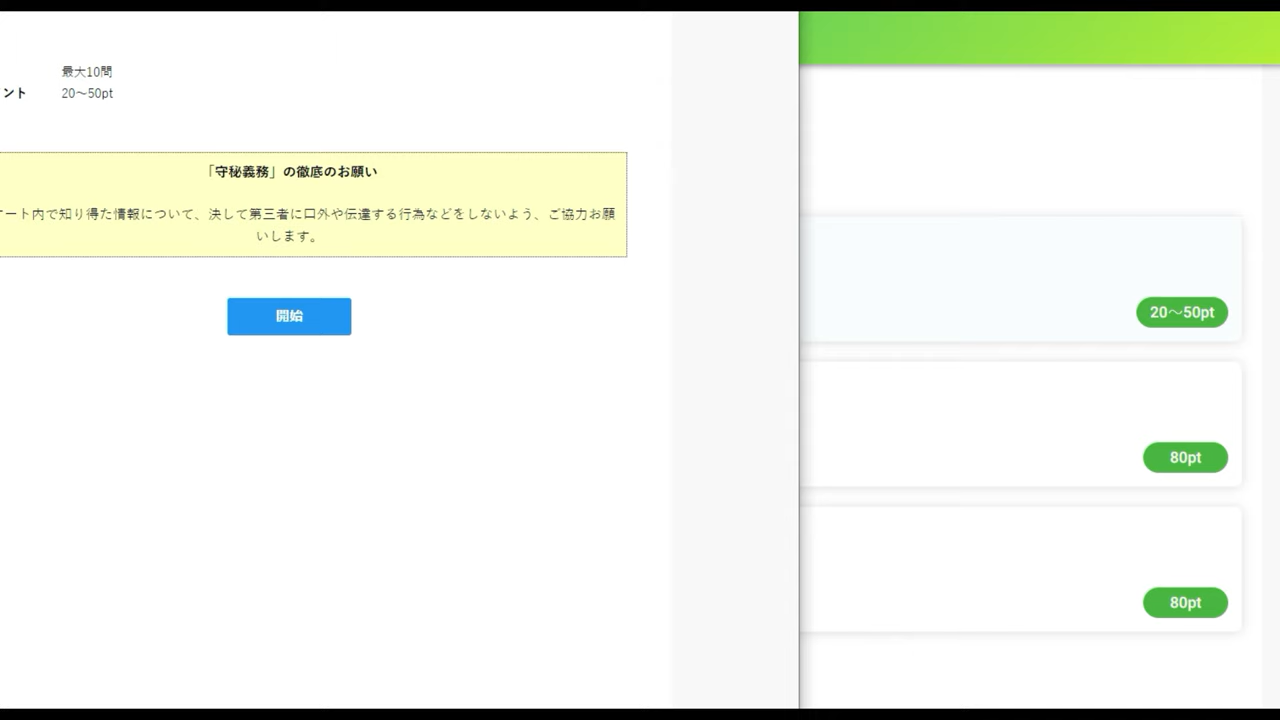 最大10問
ント
20〜50pt
「守秘義務」の徹底のお願い
ート内で知り得た情報について、決して第三者に口外や伝達する行為などをしないよう、ご協力お願
いします。
開始
20〜50pt
80pt
80pt